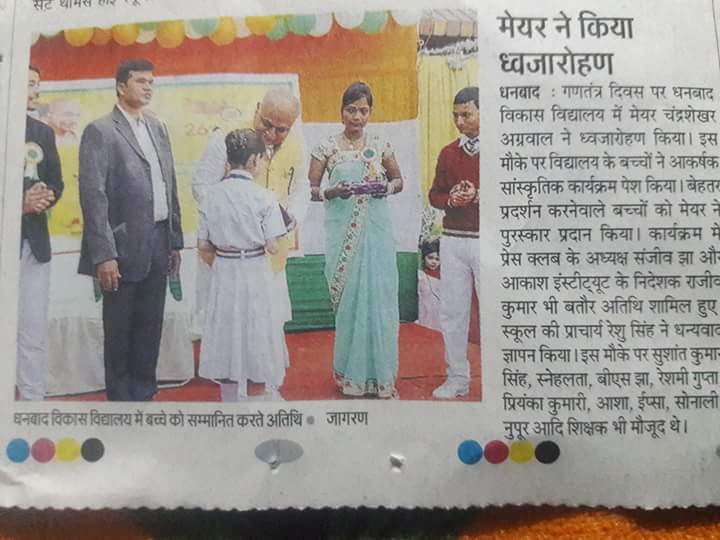 सेंट थॉमस हाई स्कू
26
मेयर ने किया
ध्वजारोहण
धनबाद : गणतंत्र दिवस पर धनबाद
विकास विद्यालय में मेयर चंद्रशेखर
अग्रवाल ने ध्वजारोहण किया। इस
मौके पर विद्यालय के बच्चों ने आकर्षक
सांस्कृतिक कार्यक्रम पेश किया। बेहतर
प्रदर्शन करनेवाले बच्चों को मेयर ने
पुरस्कार प्रदान किया। कार्यक्रम में
प्रेस क्लब के अध्यक्ष संजीव झा और
आकाश इंस्टीट्यूट के निदेशक राजीव
कुमार भी बतौर अतिथि शामिल हुए
स्कूल की प्राचार्य रेशु सिंह ने धन्यवाद
ज्ञापन किया। इस मौके पर सुशांत कुमार
सिंह, स्नेहलता, बीएस झा, रेशमी गुप्ता
प्रियंका कुमारी, आशा, ईप्सा, सोनाली
नुपूर आदि शिक्षक भी मौजूद थे।
धनबाद विकास विद्यालय में बच्चे को सम्मानित करते अतिथि ● जागरण